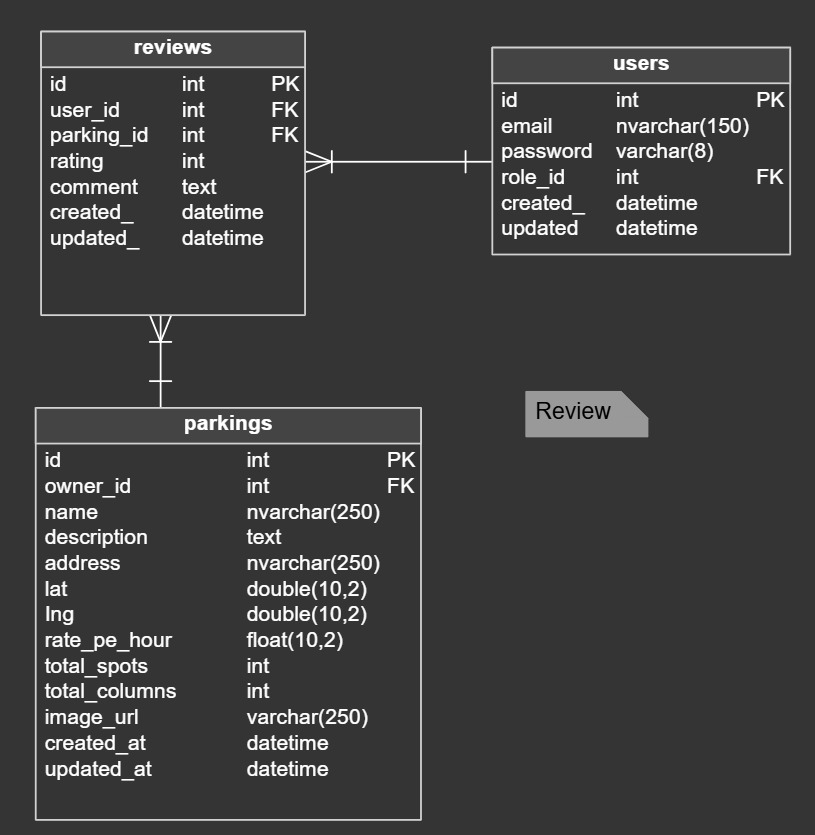 reviews
id int PK
user_id int FK
parking_id int FK
rating int
comment text
created_ datetime
updated_ datetime
users
id int PK
email nvarchar(150)
password varchar(8)
role_id int FK
created_ datetime
updated datetime
parkings
id int PK
owner_id int FK
name nvarchar(250)
description text
address nvarchar(250)
lat double(10,2)
lng double(10,2)
rate_pe_hour float(10,2)
total_spots int
total_columns int
image_url varchar(250)
created_at datetime
updated_at datetime
Review